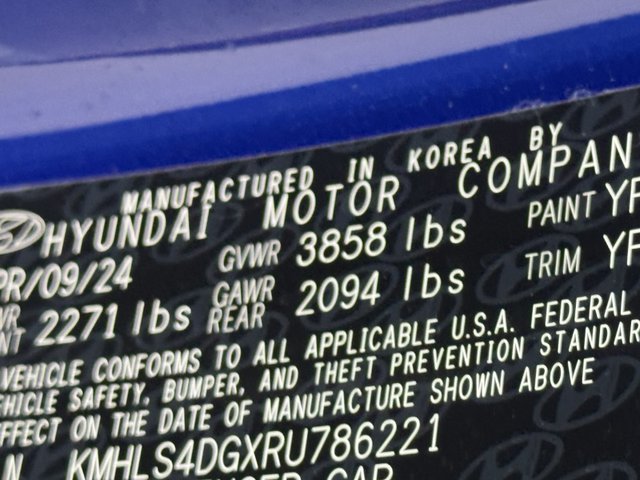 MANUFACTURED IN KOREA BY
HYUNDAI MOTOR COMPAN
PR/09/24 GVWR 3858 lbs PAINT YF
2271 lbs GAWR REAR 2094 lbs TRIM YF
VEHICLE CONFORMS TO ALL APPLICABLE U.S.A. FEDERAL
EHICLE SAFETY, BUMPER, AND THEFT PREVENTION STANDAR
EFFECT ON THE DATE OF MANUFACTURE SHOWN ABOVE
N KMHLS4DGXRU786221